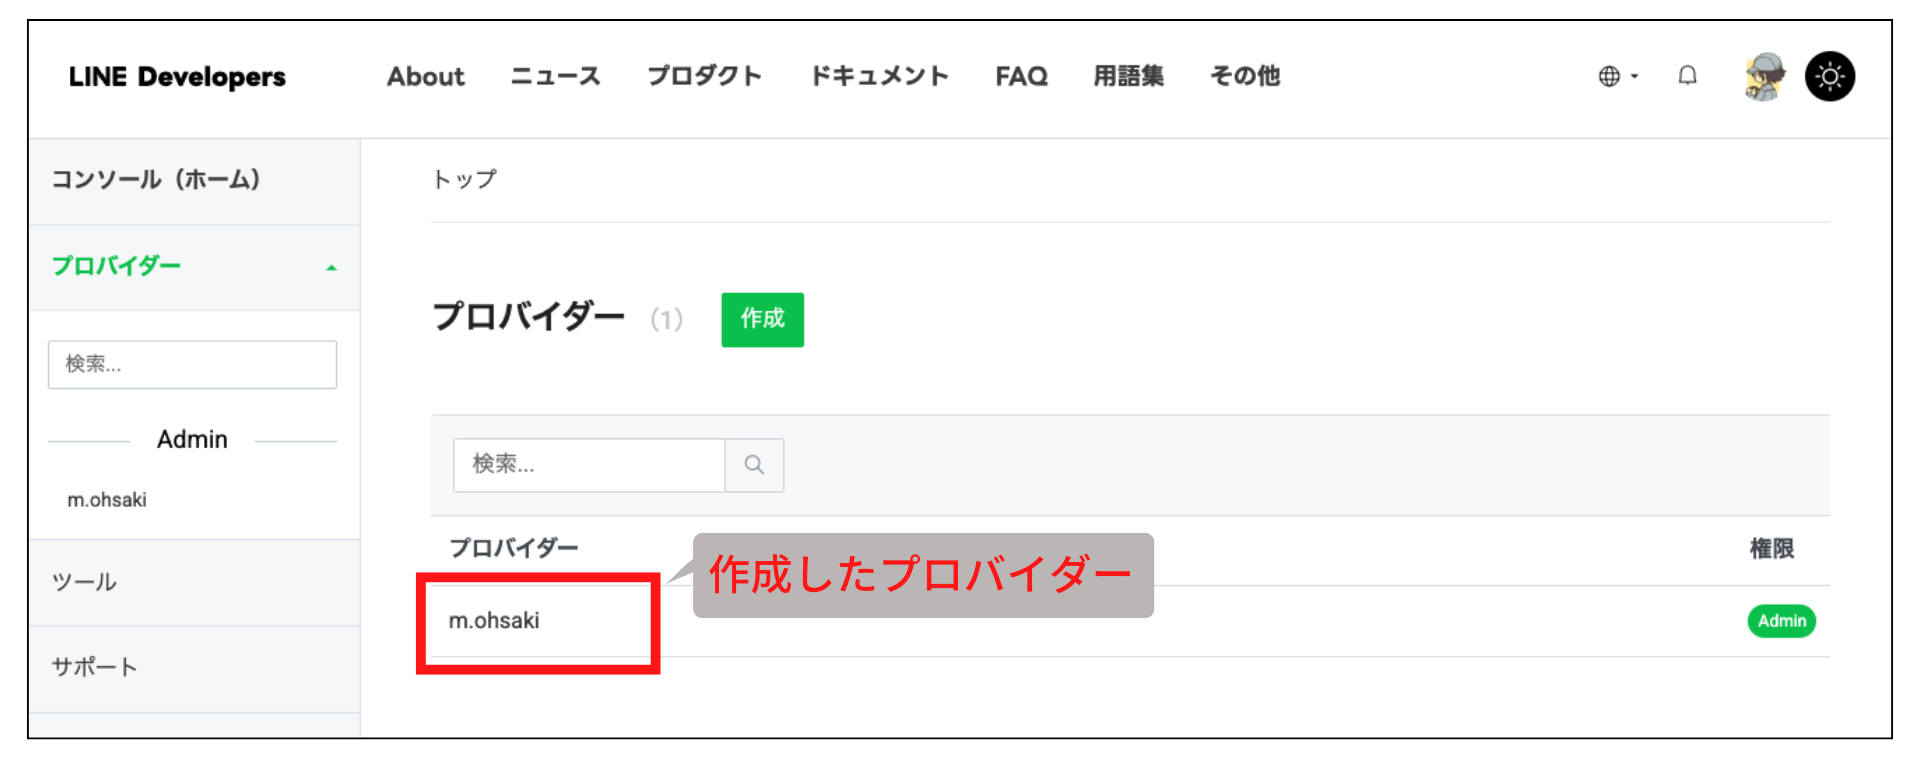 LINE Developers About ニュース プロダクト ドキュメント FAQ 用語集 その他
コンソール（ホーム）
プロバイダー
検索...
Admin
m.ohsaki
ツール
サポート
トップ
プロバイダー (1) 作成
検索...
プロバイダー 権限
作成したプロバイダー
m.ohsaki Admin